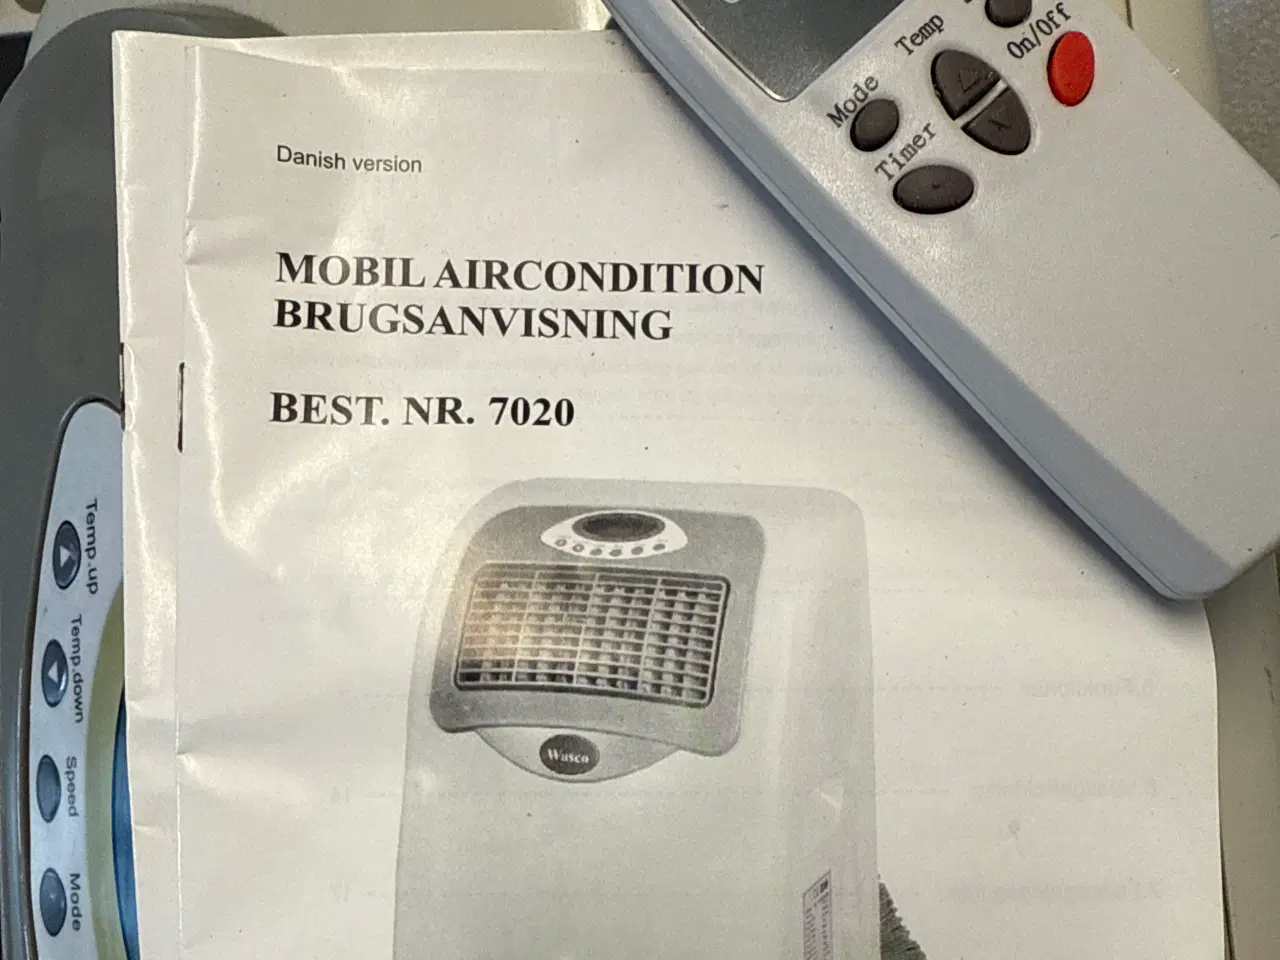 Temp
On/Off
Mode
Timer
Danish version
MOBIL AIRCONDITION
BRUGSANVISNING
BEST. NR. 7020
Wasco
Temp.up
Temp.down
Speed
Mode